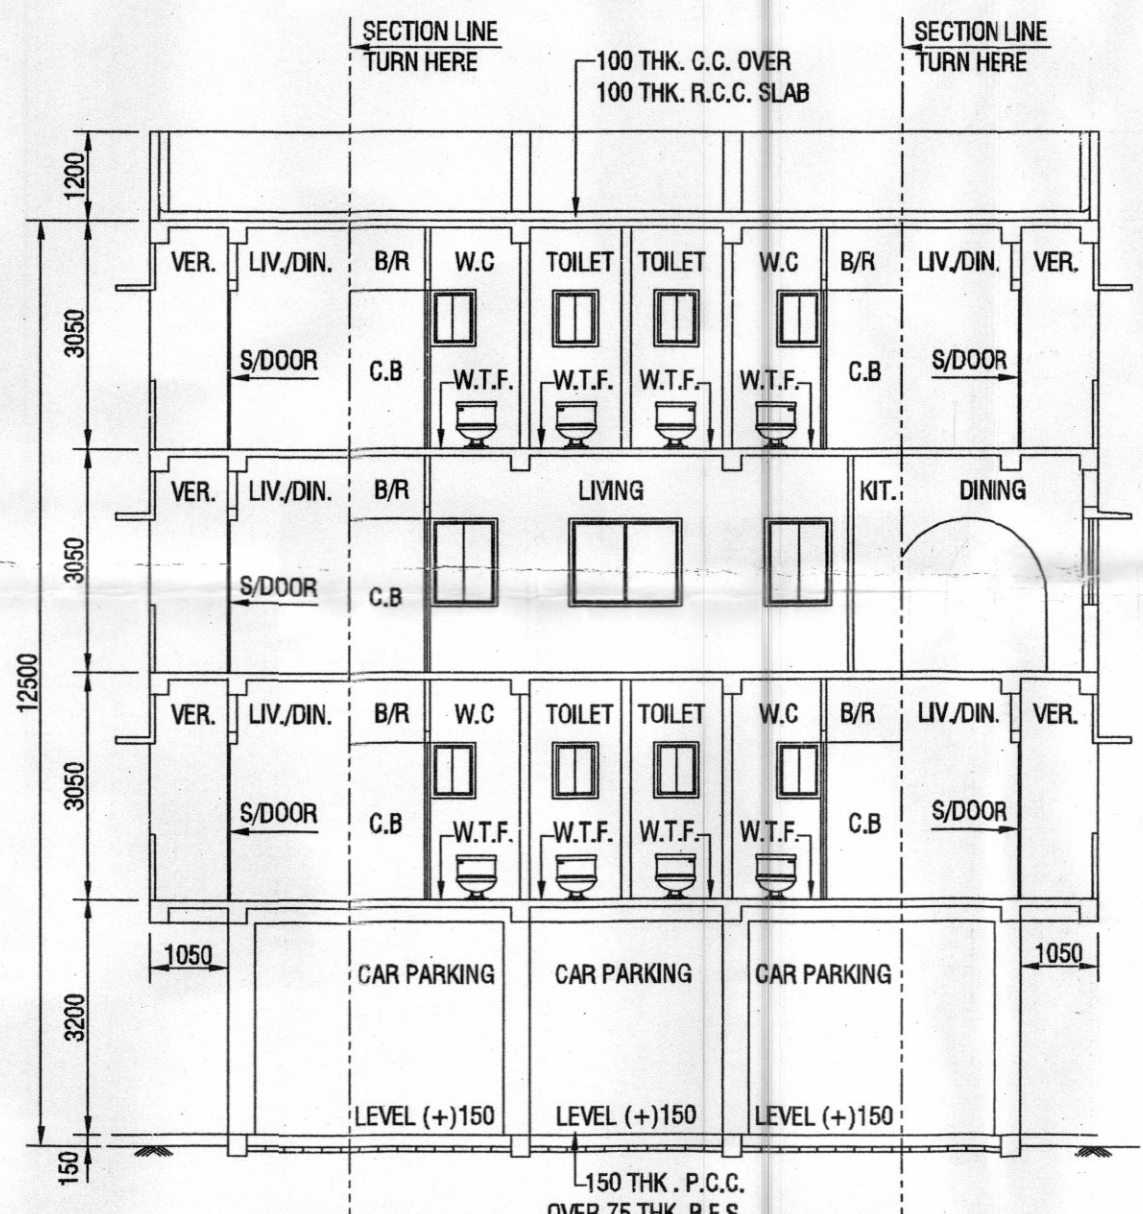 SECTION LINE
TURN HERE
SECTION LINE
TURN HERE
100 THK. C.C. OVER
100 THK. R.C.C. SLAB
1200
VER. LIV./DIN. B/R W.C TOILET TOILET W.C B/R LIV./DIN. VER.
3050
S/DOOR C.B W.T.F. W.T.F. W.T.F. W.T.F. C.B S/DOOR
VER. LIV./DIN. B/R LIVING KIT. DINING
3050
S/DOOR C.B
12500
VER. LIV./DIN. B/R W.C TOILET TOILET W.C B/R LIV./DIN. VER.
3050
S/DOOR C.B W.T.F. W.T.F. W.T.F. W.T.F. C.B S/DOOR
1050 1050
CAR PARKING CAR PARKING CAR PARKING
3200
LEVEL (+)150 LEVEL (+)150 LEVEL (+)150
150
150 THK. P.C.C.
OVER 75 THK. B.F.S.